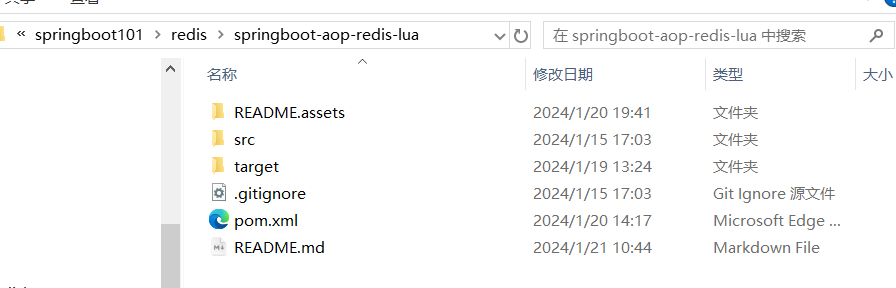 共享 查看
« springboot101 > redis > springboot-aop-redis-lua 在 springboot-aop-redis-lua 中搜索
名称 修改日期 类型 大小
README.assets 2024/1/20 19:41 文件夹
src 2024/1/15 17:03 文件夹
target 2024/1/19 13:24 文件夹
.gitignore 2024/1/15 17:03 Git Ignore 源文件
pom.xml 2024/1/20 14:17 Microsoft Edge ...
README.md 2024/1/21 10:44 Markdown File